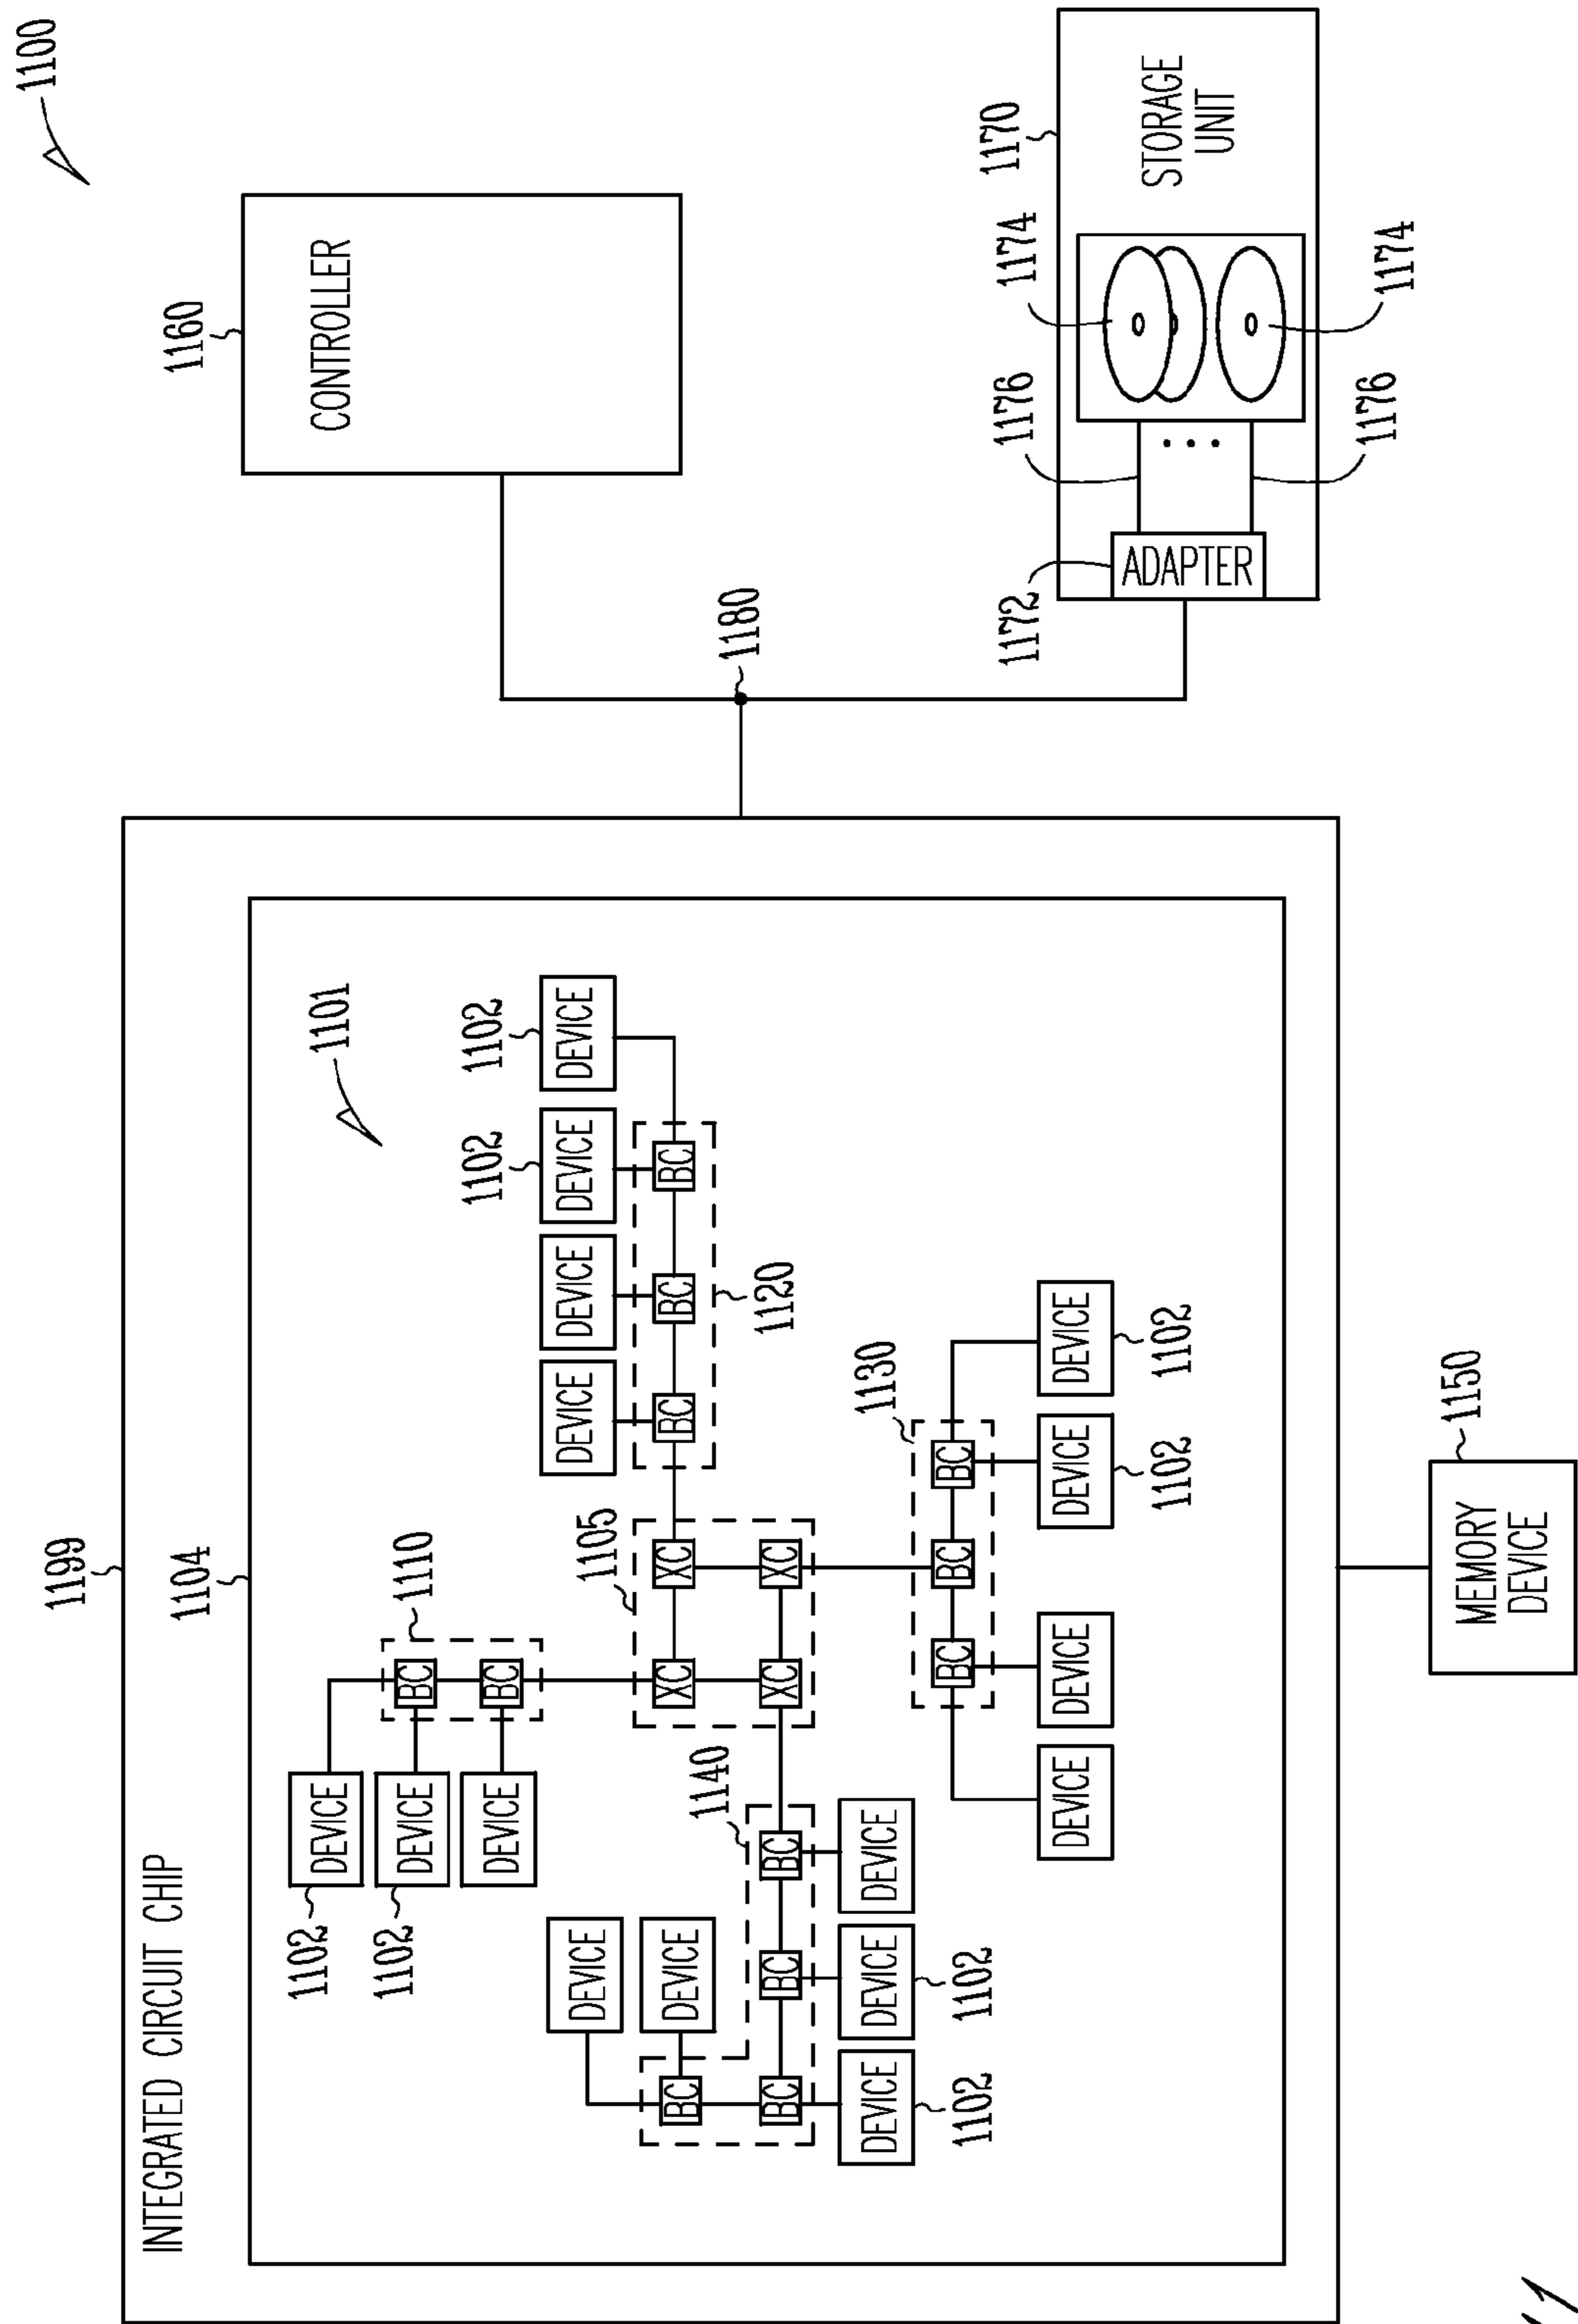 1100
1199
INTEGRATED CIRCUIT CHIP
1104
1160
CONTROLLER
1101
1102
DEVICE
1102
DEVICE
BC
1110
DEVICE
BC
1102
1102
DEVICE
DEVICE
DEVICE
DEVICE
DEVICE
1105
DEVICE
BC
XC
XC
BC
BC
BC
1120
1140
BC
BC
BC
XC
XC
1180
DEVICE
DEVICE
DEVICE
1102
1102
1130
BC
BC
BC
DEVICE
DEVICE
DEVICE
DEVICE
1102
1102
1172
1176
1174
1170
ADAPTER
STORAGE
UNIT
1176
1174
1150
MEMORY
DEVICE